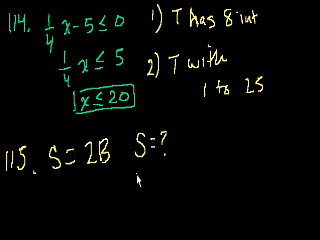 114. 1/4 x - 5 ≤ 0
1/4 x ≤ 5
x ≤ 20
1) T has 8 int
2) T with
1 to 25
115. S = 2B S = ?